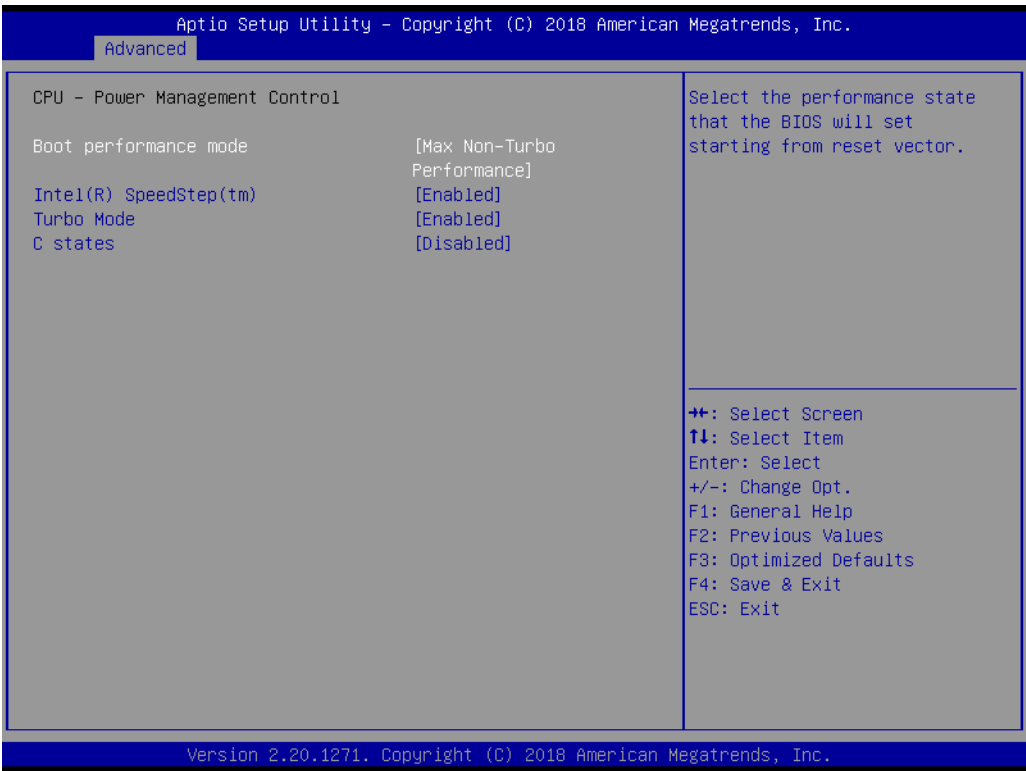 Aptio Setup Utility – Copyright (C) 2018 American Megatrends, Inc.
Advanced
CPU – Power Management Control
Boot performance mode [Max Non-Turbo
Performance]
Intel(R) SpeedStep(tm) [Enabled]
Turbo Mode [Enabled]
C states [Disabled]
Select the performance state
that the BIOS will set
starting from reset vector.
→←: Select Screen
↑↓: Select Item
Enter: Select
+/-: Change Opt.
F1: General Help
F2: Previous Values
F3: Optimized Defaults
F4: Save & Exit
ESC: Exit
Version 2.20.1271. Copyright (C) 2018 American Megatrends, Inc.